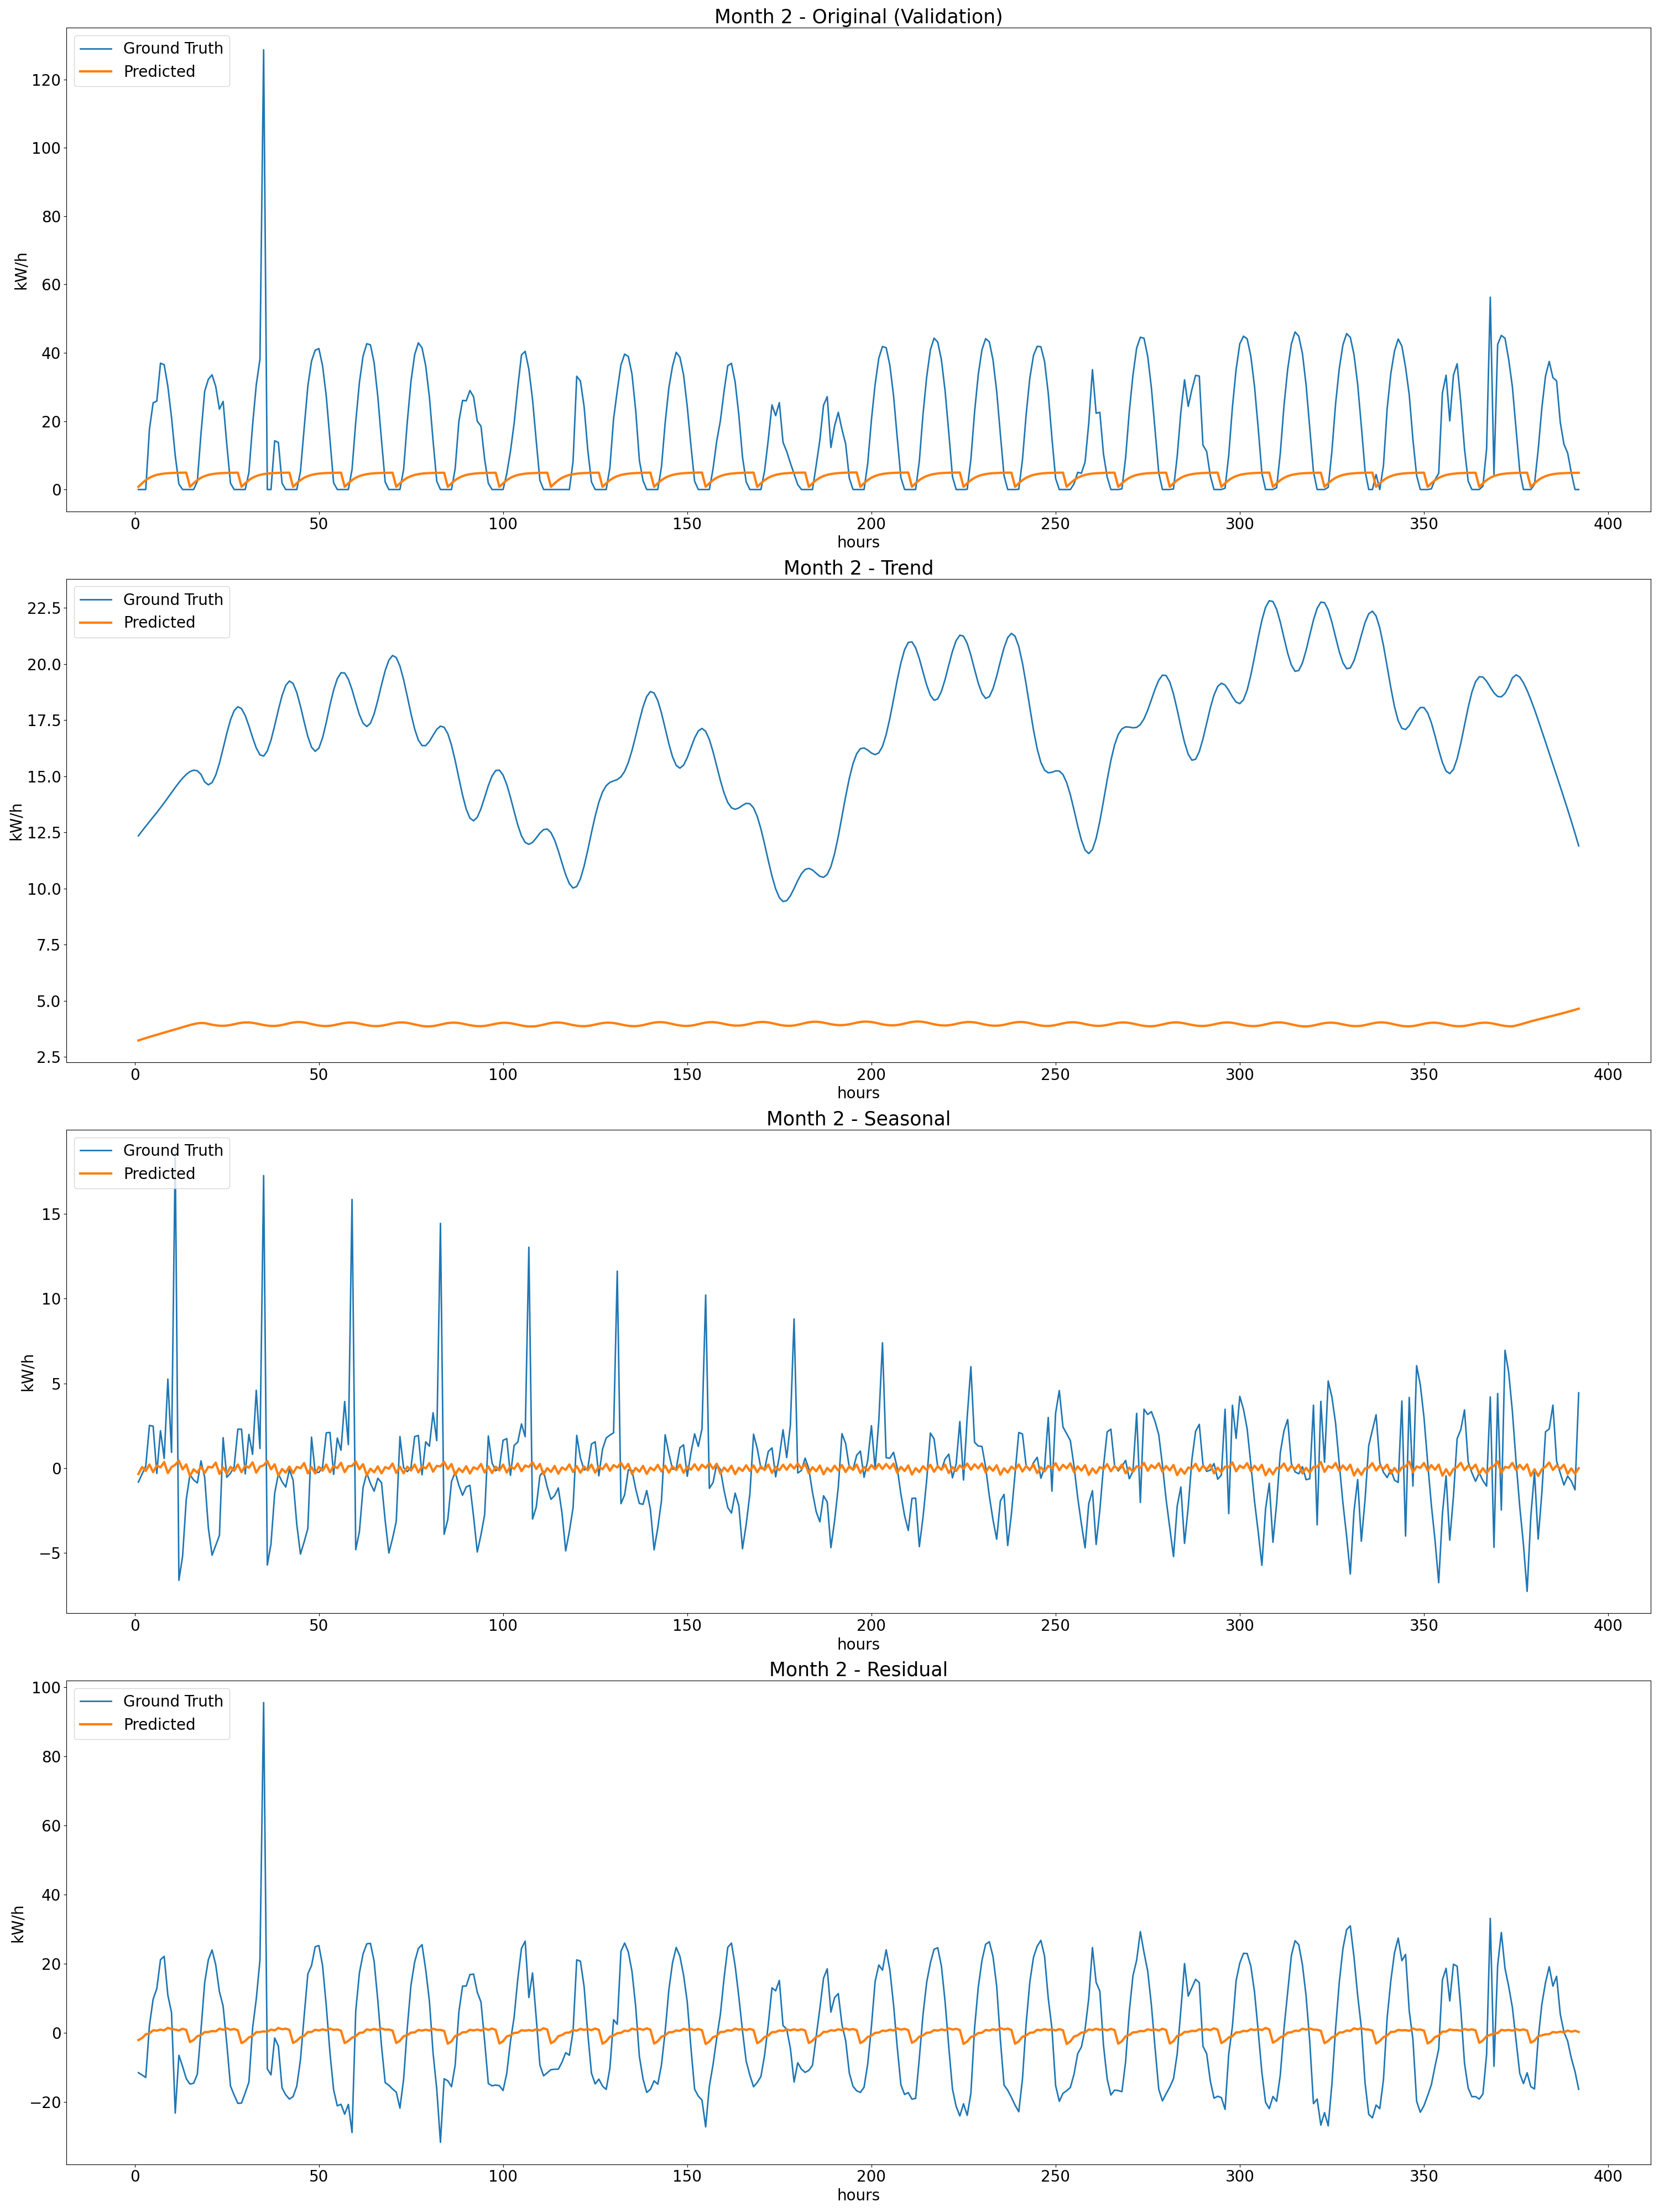 Month 2 - Original (Validation)
Ground Truth
Predicted
120
100
80
60
40
20
0
kW/h
0 50 100 150 200 250 300 350 400
hours
Month 2 - Trend
Ground Truth
Predicted
22.5
20.0
17.5
15.0
12.5
10.0
7.5
5.0
2.5
kW/h
0 50 100 150 200 250 300 350 400
hours
Month 2 - Seasonal
Ground Truth
Predicted
15
10
5
0
−5
kW/h
0 50 100 150 200 250 300 350 400
hours
Month 2 - Residual
Ground Truth
Predicted
100
80
60
40
20
0
−20
kW/h
0 50 100 150 200 250 300 350 400
hours